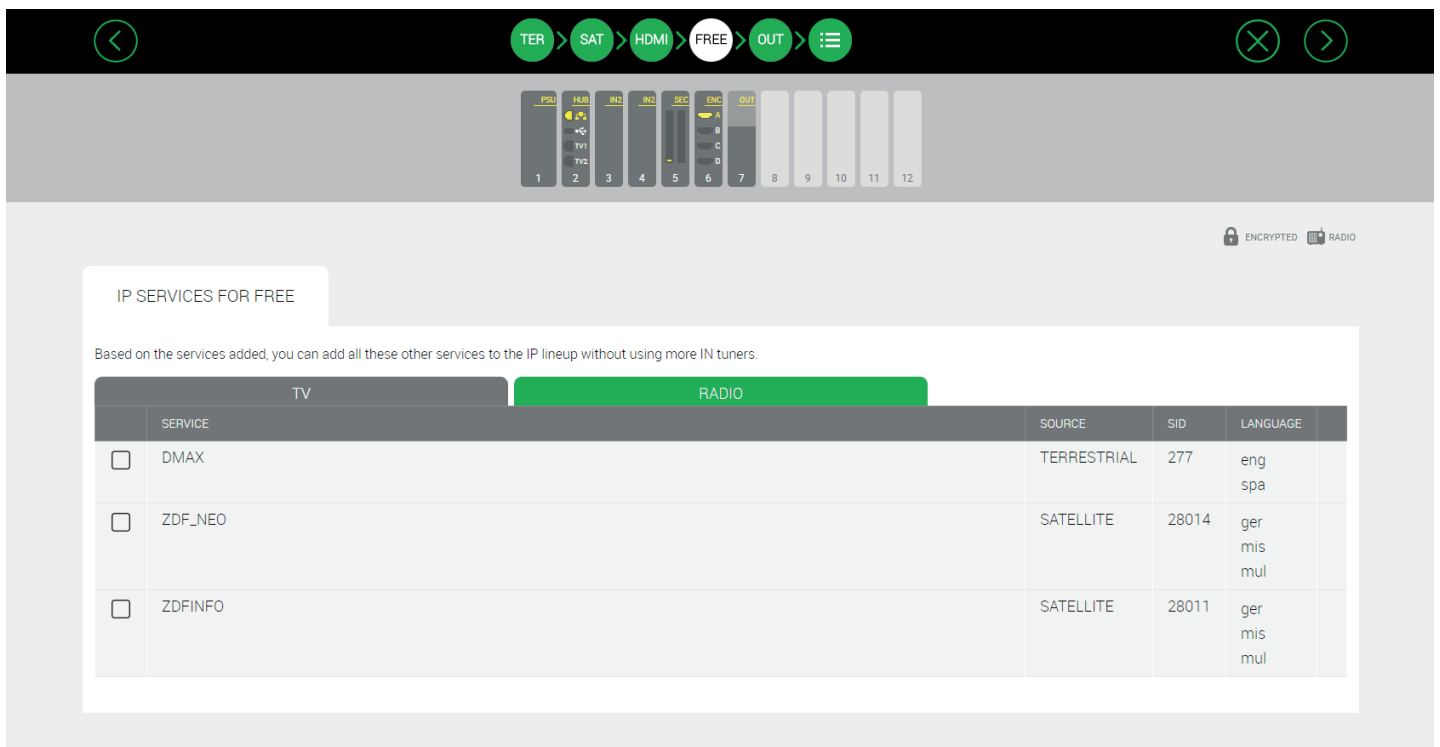 TER SAT HDMI FREE OUT
PSU HUB IN2 IN2 SEC ENC OUT
A
B
TV1 C
TV2 D
1 2 3 4 5 6 7 8 9 10 11 12
ENCRYPTED RADIO
IP SERVICES FOR FREE
Based on the services added, you can add all these other services to the IP lineup without using more IN tuners.
TV RADIO
SERVICE SOURCE SID LANGUAGE
DMAX TERRESTRIAL 277 eng
spa
ZDF_NEO SATELLITE 28014 ger
mis
mul
ZDFINFO SATELLITE 28011 ger
mis
mul